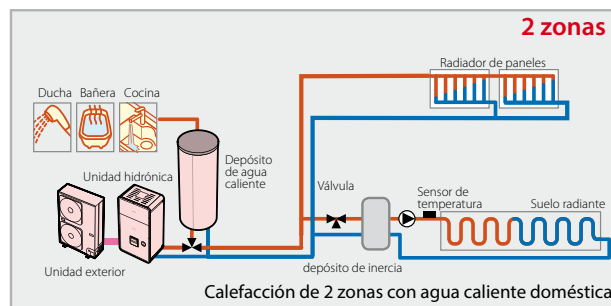 2 zonas
Radiador de paneles
Ducha
Bañera
Cocina
Depósito
de agua
caliente
Unidad hidrónica
Válvula
Sensor de
temperatura
Suelo radiante
Unidad exterior
depósito de inercia
Calefacción de 2 zonas con agua caliente doméstica